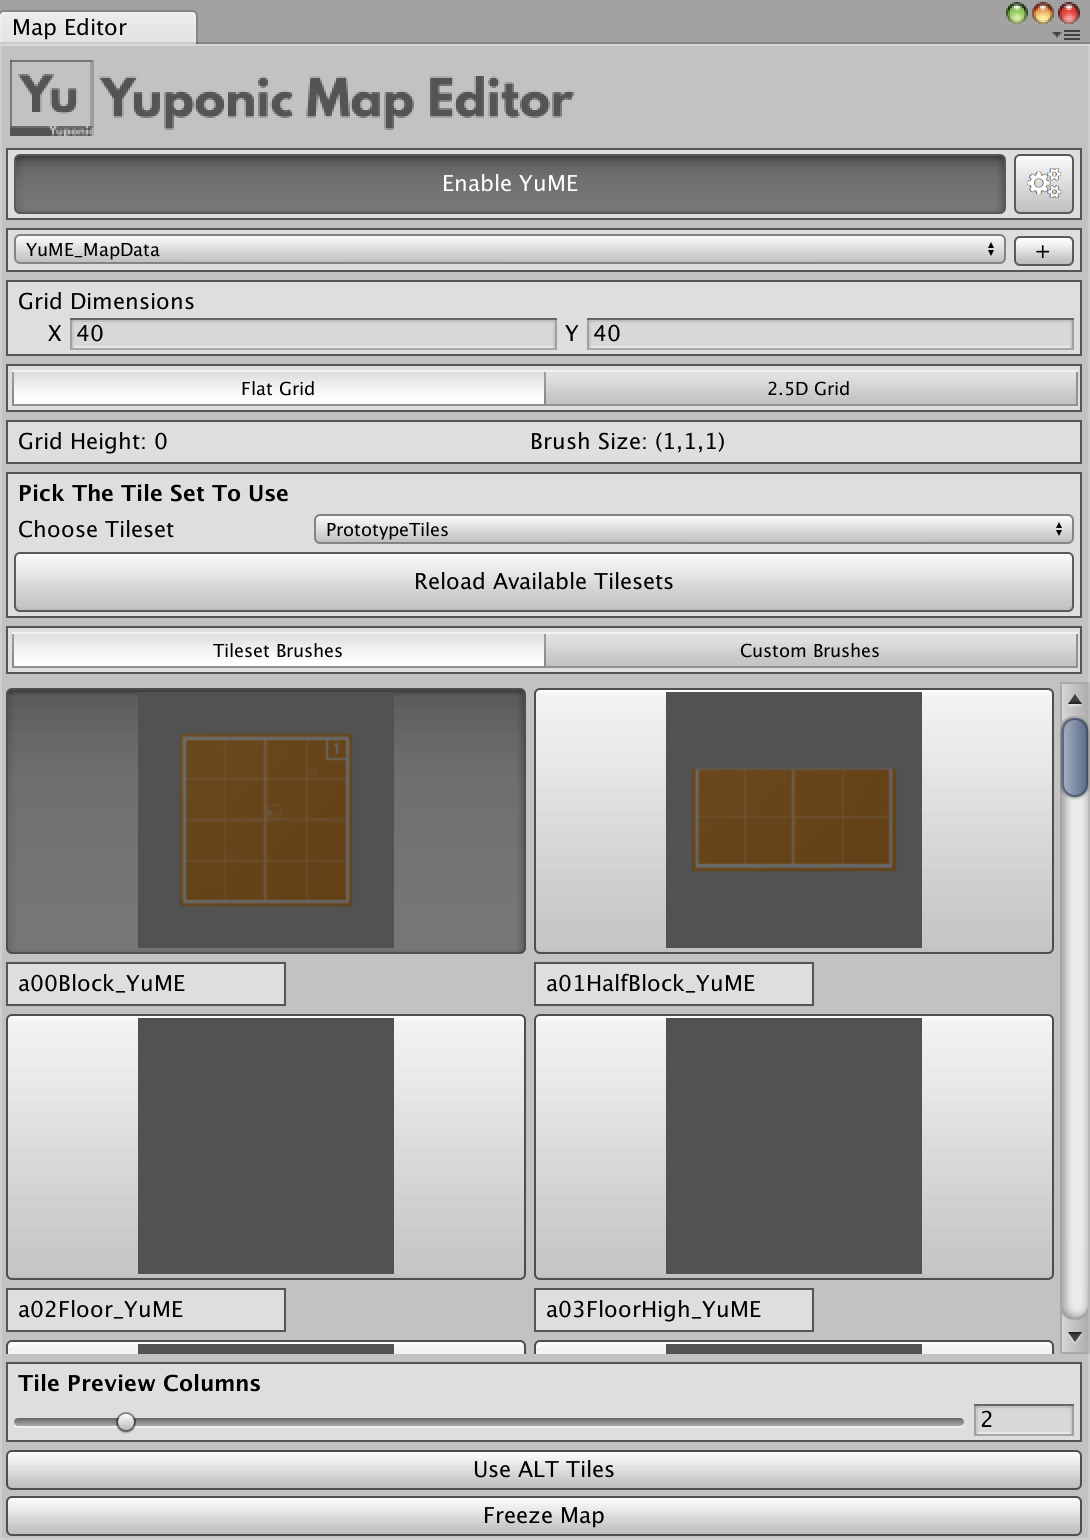 Map Editor
Yu
Yuponic
Yuponic Map Editor
Enable YuME
YuME_MapData
+
Grid Dimensions
X 40 Y 40
Flat Grid 2.5D Grid
Grid Height: 0 Brush Size: (1,1,1)
Pick The Tile Set To Use
Choose Tileset PrototypeTiles
Reload Available Tilesets
Tileset Brushes Custom Brushes
1
a00Block_YuME a01HalfBlock_YuME
a02Floor_YuME a03FloorHigh_YuME
Tile Preview Columns
2
Use ALT Tiles
Freeze Map